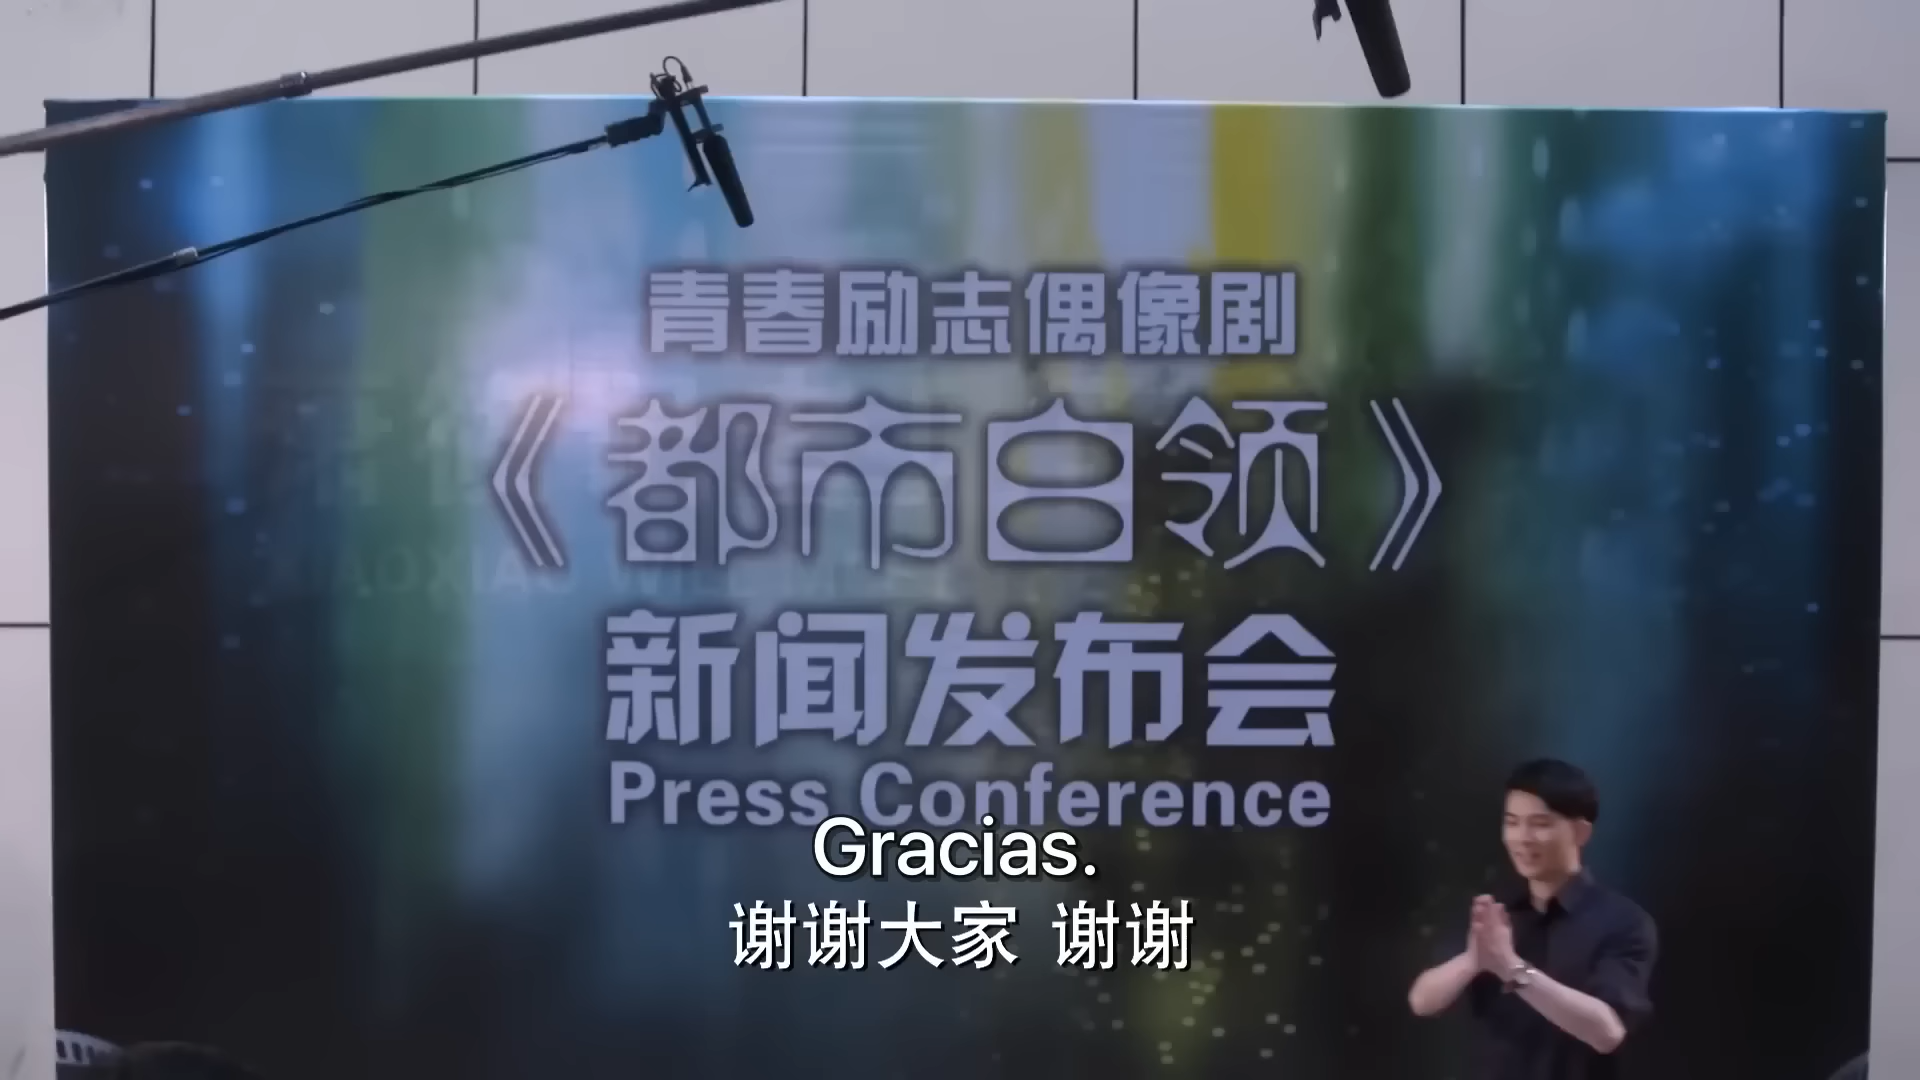 青春励志偶像剧
《都市白领》
新闻发布会
Press Conference
Gracias.
谢谢大家 谢谢